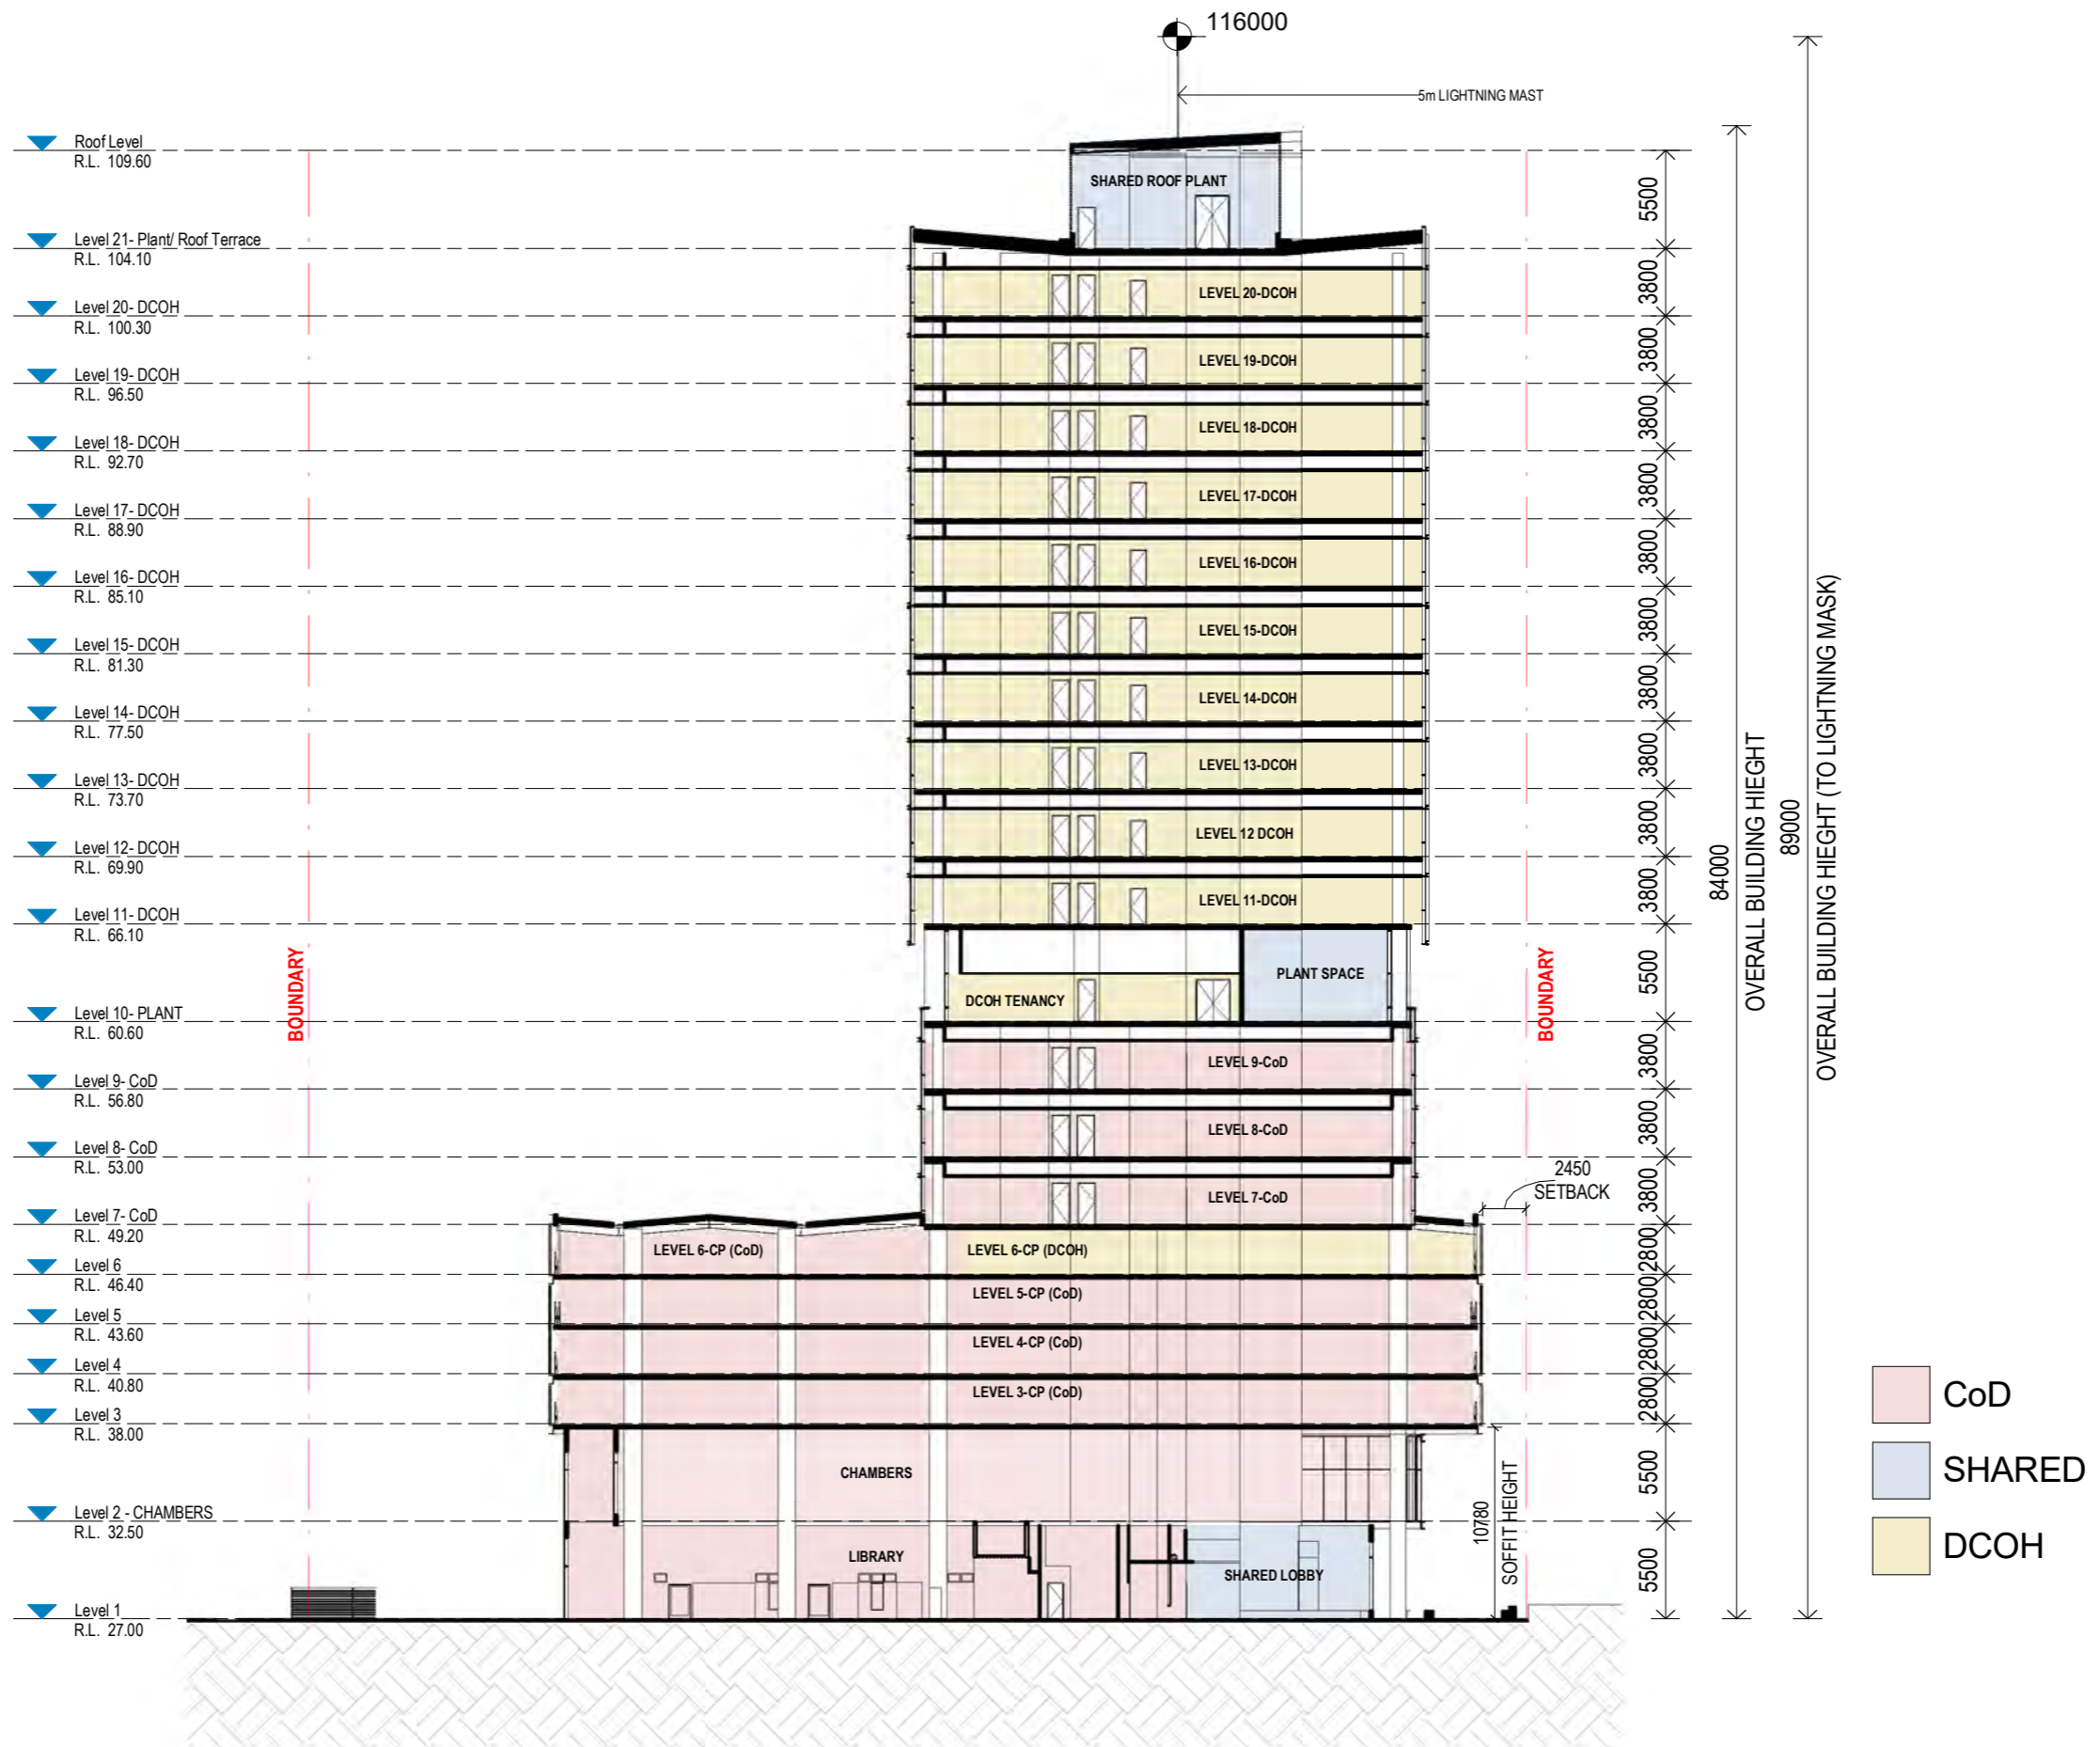 116000
5m LIGHTNING MAST
Roof Level
R.L. 109.60
Level 21- Plant/ Roof Terrace
R.L. 104.10
Level 20- DCOH
R.L. 100.30
Level 19- DCOH
R.L. 96.50
Level 18- DCOH
R.L. 92.70
Level 17- DCOH
R.L. 88.90
Level 16- DCOH
R.L. 85.10
Level 15- DCOH
R.L. 81.30
Level 14- DCOH
R.L. 77.50
Level 13- DCOH
R.L. 73.70
Level 12- DCOH
R.L. 69.90
Level 11- DCOH
R.L. 66.10
Level 10- PLANT
R.L. 60.60
Level 9- CoD
R.L. 56.80
Level 8- CoD
R.L. 53.00
Level 7- CoD
R.L. 49.20
Level 6
R.L. 46.40
Level 5
R.L. 43.60
Level 4
R.L. 40.80
Level 3
R.L. 38.00
Level 2 - CHAMBERS
R.L. 32.50
Level 1
R.L. 27.00
BOUNDARY
SHARED ROOF PLANT
LEVEL 20-DCOH
LEVEL 19-DCOH
LEVEL 18-DCOH
LEVEL 17-DCOH
LEVEL 16-DCOH
LEVEL 15-DCOH
LEVEL 14-DCOH
LEVEL 13-DCOH
LEVEL 12 DCOH
LEVEL 11-DCOH
PLANT SPACE
DCOH TENANCY
LEVEL 9-CoD
LEVEL 8-CoD
LEVEL 7-CoD
LEVEL 6-CP (CoD)
LEVEL 6-CP (DCOH)
LEVEL 5-CP (CoD)
LEVEL 4-CP (CoD)
LEVEL 3-CP (CoD)
CHAMBERS
LIBRARY
SHARED LOBBY
BOUNDARY
2450
SETBACK
10780
SOFFIT HEIGHT
5500
3800
3800
3800
3800
3800
3800
3800
3800
3800
3800
5500
3800
3800
3800
2800
2800
2800
2800
5500
5500
84000
OVERALL BUILDING HIEGHT
89000
OVERALL BUILDING HIEGHT (TO LIGHTNING MASK)
CoD
SHARED
DCOH